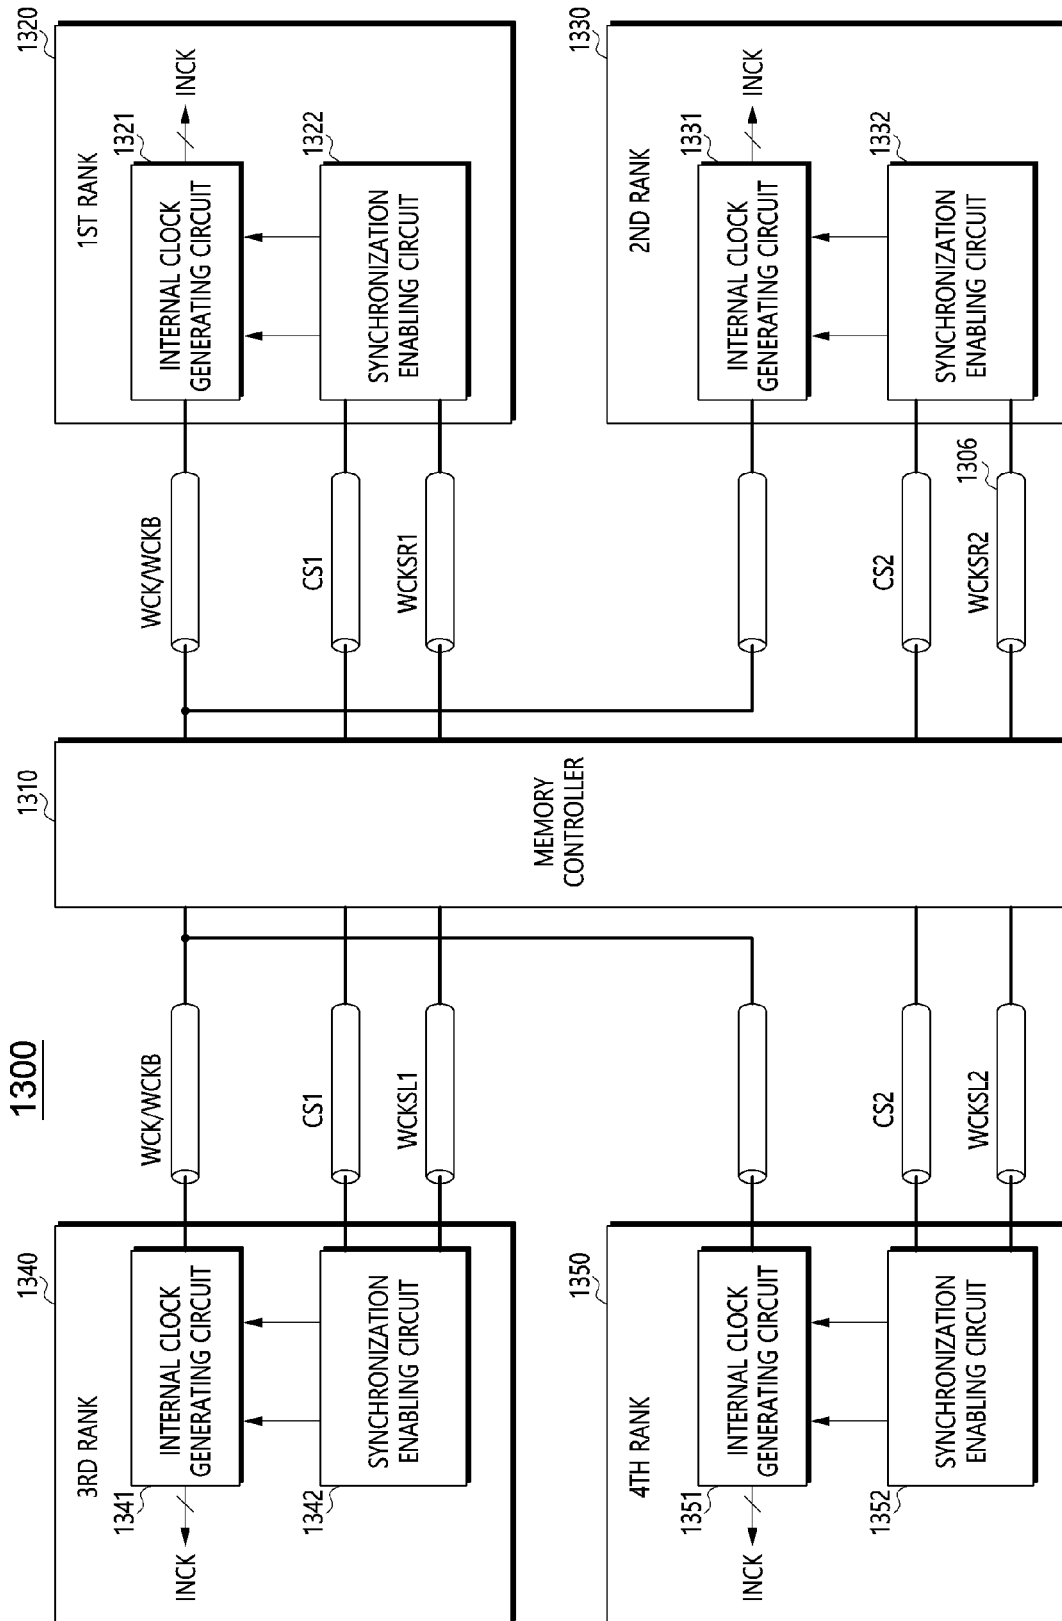 1300
1310
MEMORY
CONTROLLER
1340
3RD RANK
1341
INTERNAL CLOCK
GENERATING CIRCUIT
INCK
1342
SYNCHRONIZATION
ENABLING CIRCUIT
WCK/WCKB
CS1
WCKSL1
1320
1ST RANK
1321
INTERNAL CLOCK
GENERATING CIRCUIT
INCK
1322
SYNCHRONIZATION
ENABLING CIRCUIT
WCK/WCKB
CS1
WCKSR1
1350
4TH RANK
1351
INTERNAL CLOCK
GENERATING CIRCUIT
INCK
1352
SYNCHRONIZATION
ENABLING CIRCUIT
CS2
WCKSL2
1330
2ND RANK
1331
INTERNAL CLOCK
GENERATING CIRCUIT
INCK
1332
SYNCHRONIZATION
ENABLING CIRCUIT
CS2
WCKSR2
1306